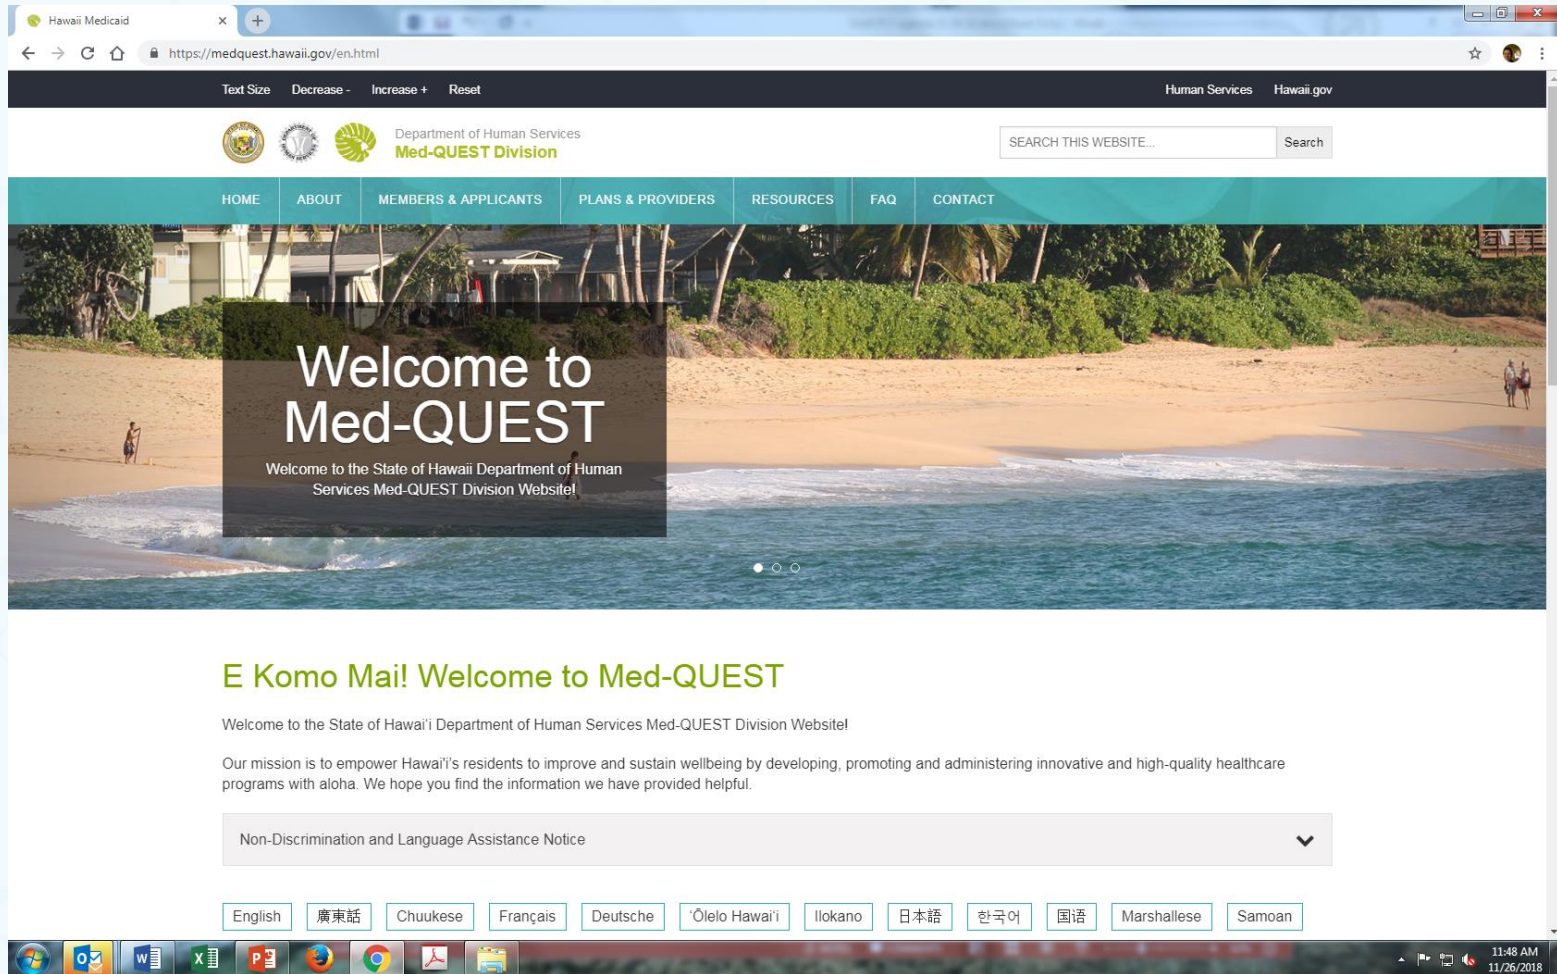 Hawaii Medicaid
https://medquest.hawaii.gov/en.html
Text Size Decrease - Increase + Reset Human Services Hawaii.gov
Department of Human Services
Med-QUEST Division
SEARCH THIS WEBSITE... Search
HOME ABOUT MEMBERS & APPLICANTS PLANS & PROVIDERS RESOURCES FAQ CONTACT
Welcome to
Med-QUEST
Welcome to the State of Hawaii Department of Human
Services Med-QUEST Division Website!
E Komo Mai! Welcome to Med-QUEST
Welcome to the State of Hawaiʻi Department of Human Services Med-QUEST Division Website!
Our mission is to empower Hawai'i's residents to improve and sustain wellbeing by developing, promoting and administering innovative and high-quality healthcare
programs with aloha. We hope you find the information we have provided helpful.
Non-Discrimination and Language Assistance Notice
English 廣東話 Chuukese Français Deutsche ʻŌlelo Hawaiʻi Ilokano 日本語 한국어 国语 Marshallese Samoan
11:48 AM
11/26/2018